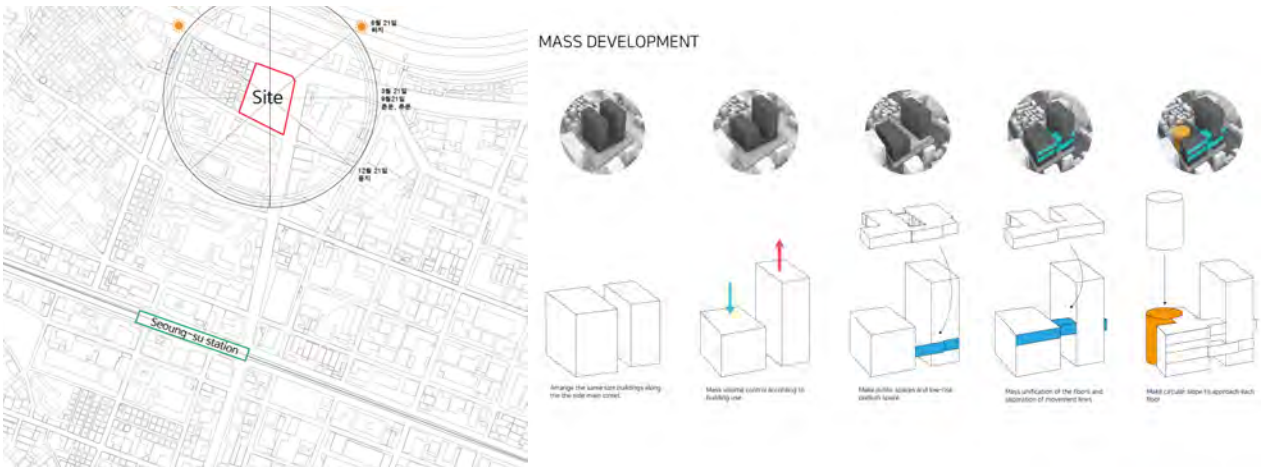 6월 21일
하지
Site
3월 21일
9월21일
춘분, 추분
12월 21일
동지
Seoung-su station
MASS DEVELOPMENT
Arrange the same size buildings along
the the side main street.
Mass volume control according to
building use.
Make public spaces and low-rise
podium space.
Mass unification of the floors and
separation of movement lines
Make circular slope to approach each
floor